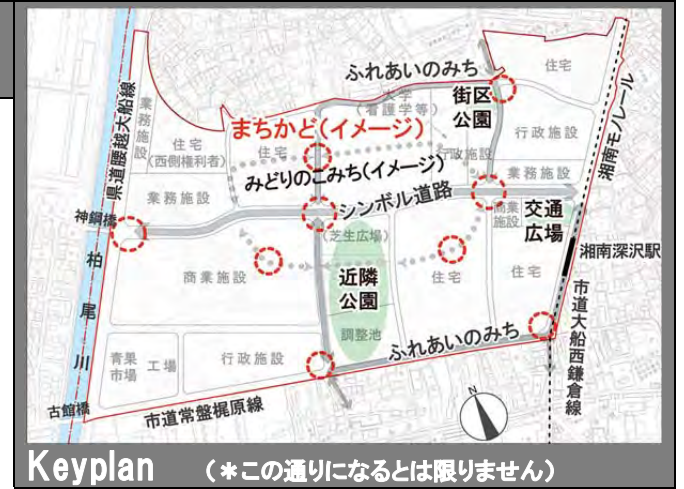 ふれあいのみち
住宅
県道腰越大船線
業務施設
(看護学等)
街区
公園
湘南モノレール
まちかど(イメージ)
行政施設
住宅
(西側権利者)
住宅
行政施設
みどりのこみち(イメージ)
業務施設
業務施設
シンボル道路
神鋼橋
商業施設
交通
広場
(芝生広場)
湘南深沢駅
柏尾川
商業施設
近隣
公園
住宅
住宅
調整池
ふれあいのみち
市道大船西鎌倉線
青果
市場
工場
行政施設
古館橋
市道常盤梶原線
N
Keyplan (*この通りになるとは限りません)